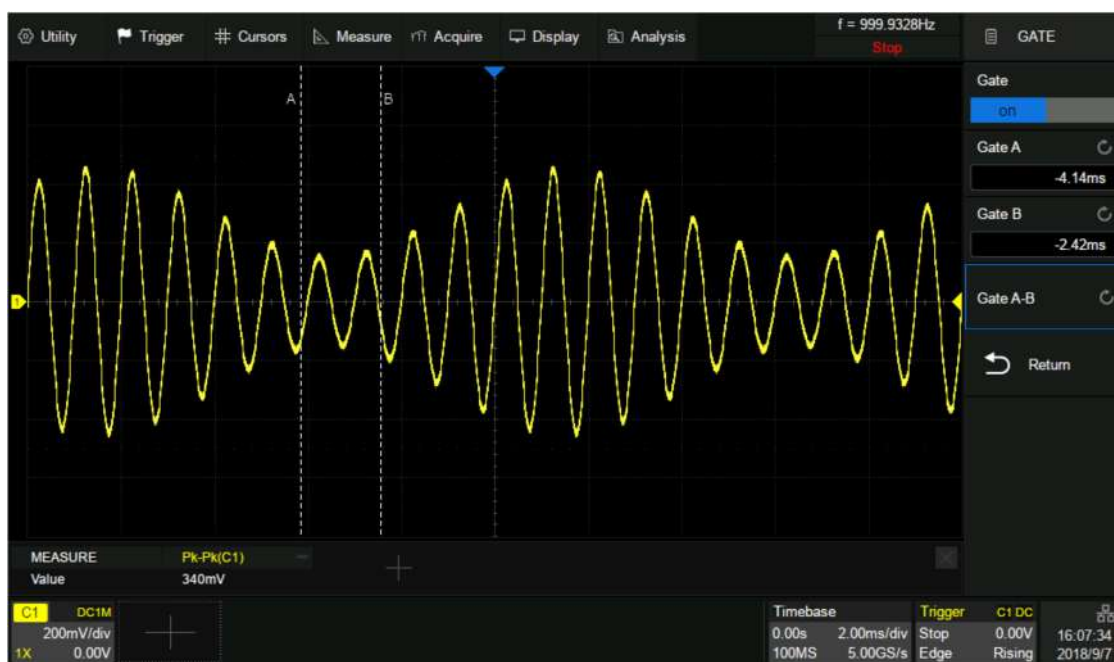 Utility Trigger Cursors Measure Acquire Display Analysis f = 999.9328Hz GATE
Stop
Gate
on
A B
Gate A
-4.14ms
Gate B
-2.42ms
Gate A-B
1
Return
MEASURE Pk-Pk(C1)
Value 340mV
C1 DC1M Timebase Trigger C1 DC
200mV/div 0.00s 2.00ms/div Stop 0.00V 16:07:34
1X 0.00V 100MS 5.00GS/s Edge Rising 2018/9/7